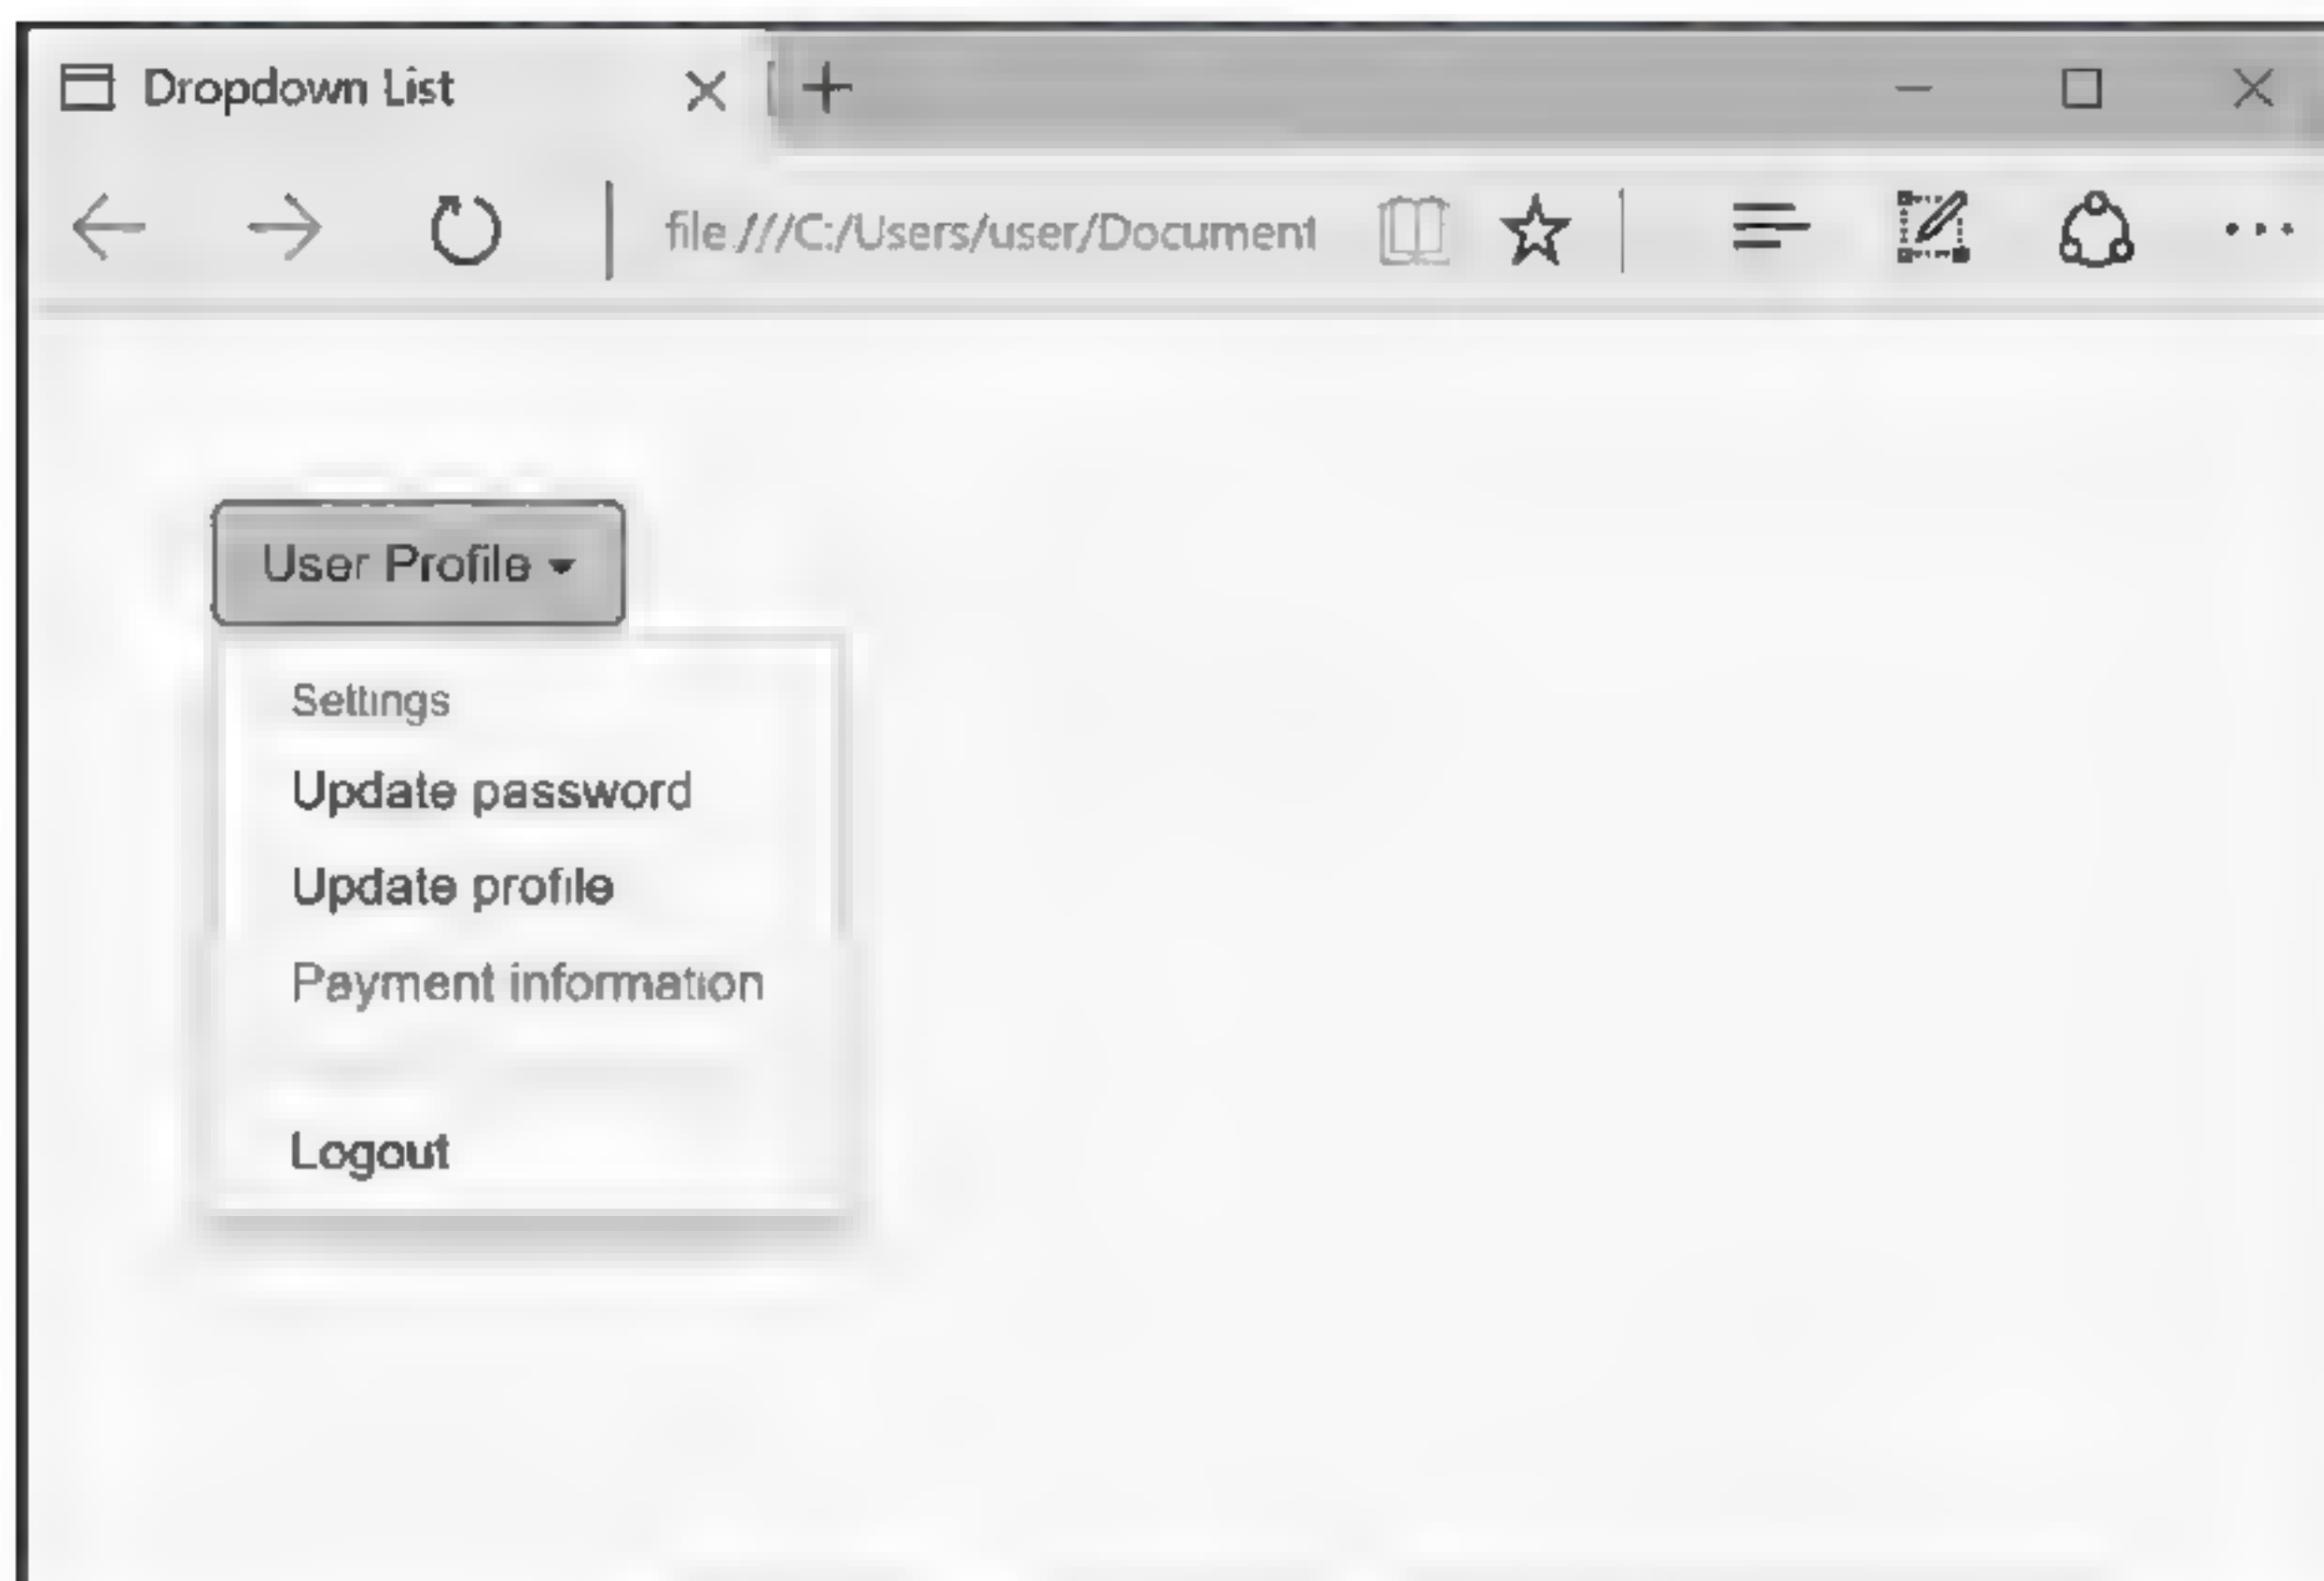 Dropdown List
file:///C:/Users/user/Document
User Profile
Settings
Update password
Update profile
Payment information
Logout